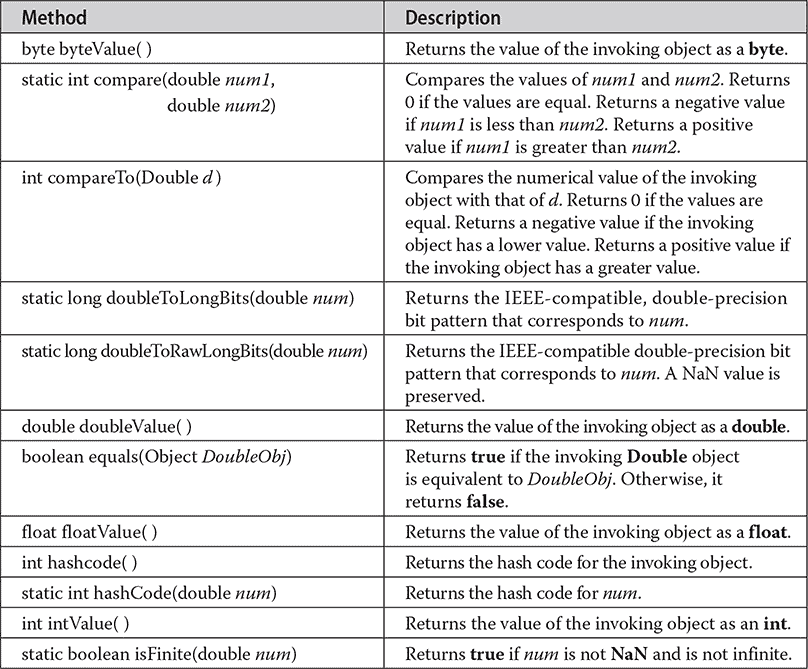 Method Description
byte byteValue( ) Returns the value of the invoking object as a byte.
static int compare(double num1, Compares the values of num1 and num2. Returns
double num2) 0 if the values are equal. Returns a negative value
if num1 is less than num2. Returns a positive
value if num1 is greater than num2.
int compareTo(Double d ) Compares the numerical value of the invoking
object with that of d. Returns 0 if the values are
equal. Returns a negative value if the invoking
object has a lower value. Returns a positive value if
the invoking object has a greater value.
static long doubleToLongBits(double num) Returns the IEEE-compatible, double-precision
bit pattern that corresponds to num.
static long doubleToRawLongBits(double num) Returns the IEEE-compatible double-precision bit
pattern that corresponds to num. A NaN value is
preserved.
double doubleValue( ) Returns the value of the invoking object as a double.
boolean equals(Object DoubleObj) Returns true if the invoking Double object
is equivalent to DoubleObj. Otherwise, it
returns false.
float floatValue( ) Returns the value of the invoking object as a float.
int hashcode( ) Returns the hash code for the invoking object.
static int hashCode(double num) Returns the hash code for num.
int intValue( ) Returns the value of the invoking object as an int.
static boolean isFinite(double num) Returns true if num is not NaN and is not infinite.